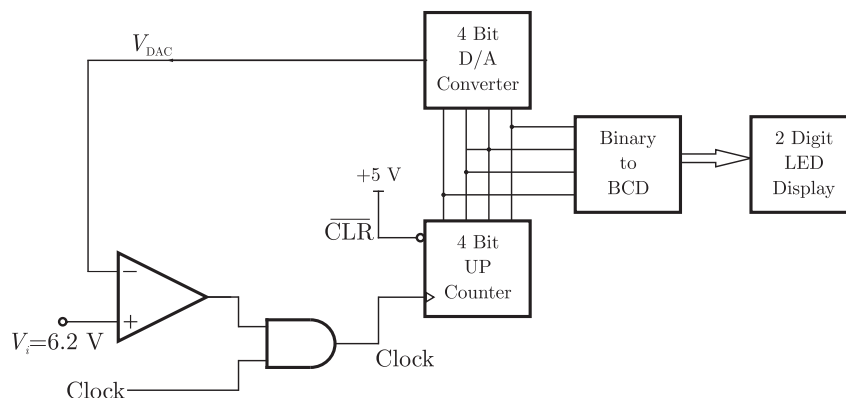 4 Bit
D/A
Converter
V_DAC
Binary
to
BCD
2 Digit
LED
Display
+5 V
CLR
4 Bit
UP
Counter
−
+
V_i=6.2 V
Clock
Clock